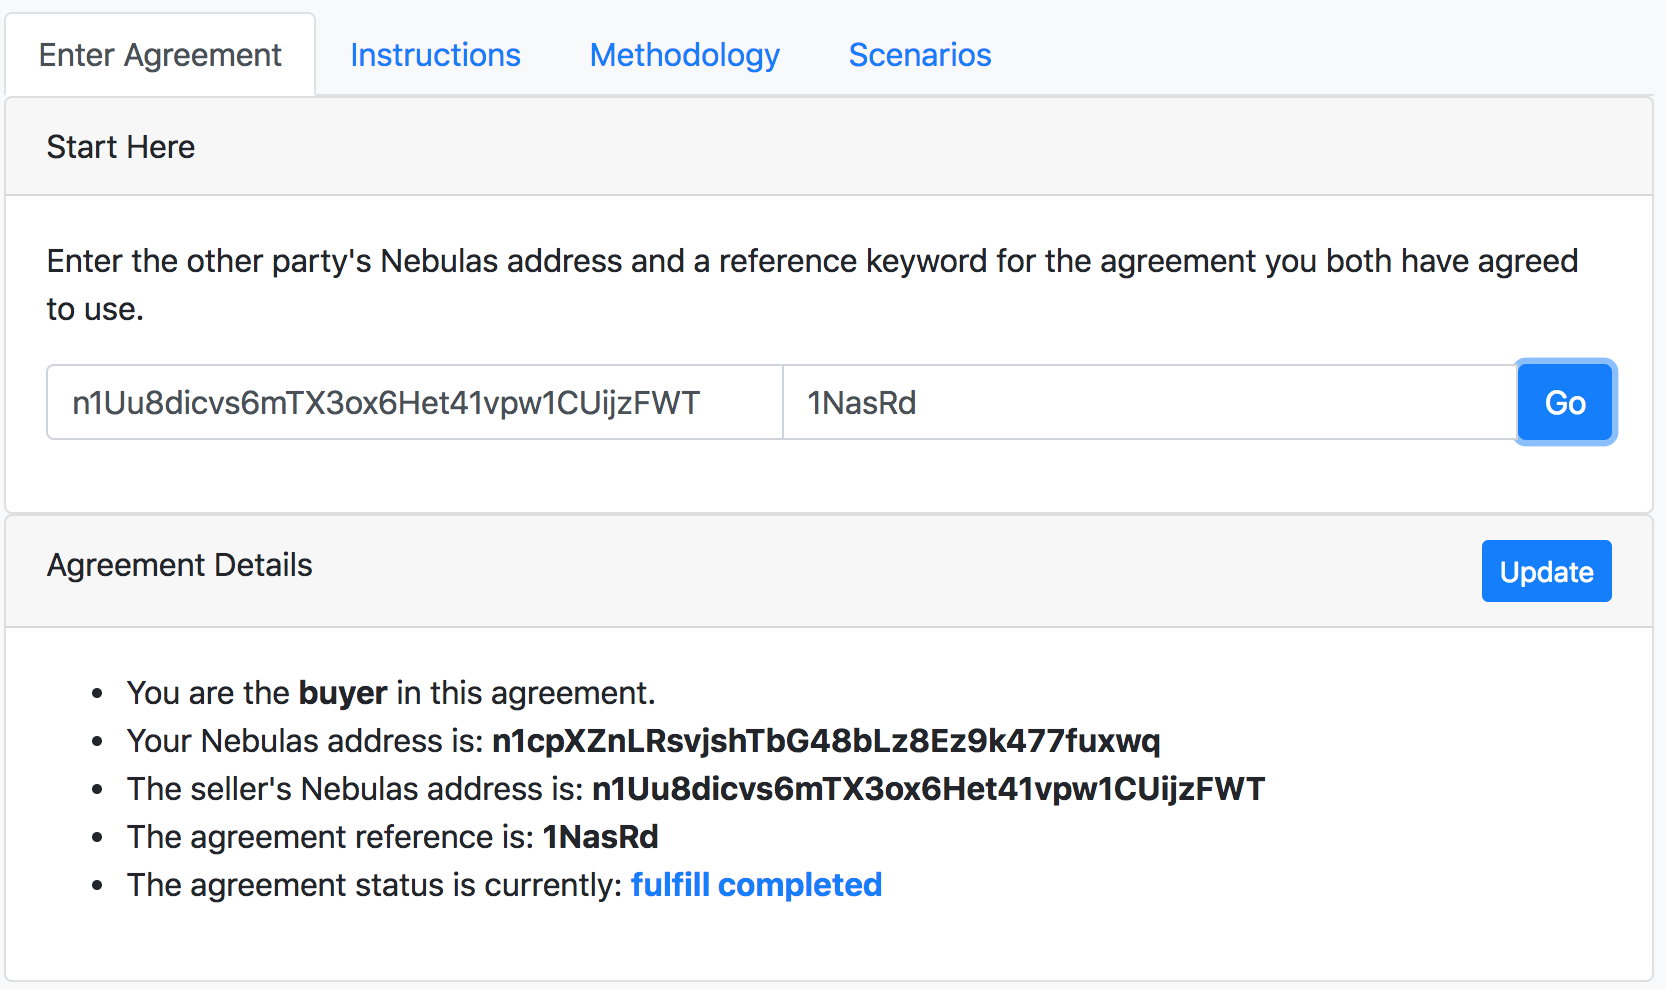 Enter Agreement Instructions Methodology Scenarios
Start Here
Enter the other party's Nebulas address and a reference keyword for the agreement you both have agreed
to use.
n1Uu8dicvs6mTX3ox6Het41vpw1CUijzFWT 1NasRd Go
Agreement Details Update
• You are the buyer in this agreement.
• Your Nebulas address is: n1cpXZnLRsvjshTbG48bLz8Ez9k477fuxwq
• The seller's Nebulas address is: n1Uu8dicvs6mTX3ox6Het41vpw1CUijzFWT
• The agreement reference is: 1NasRd
• The agreement status is currently: fulfill completed